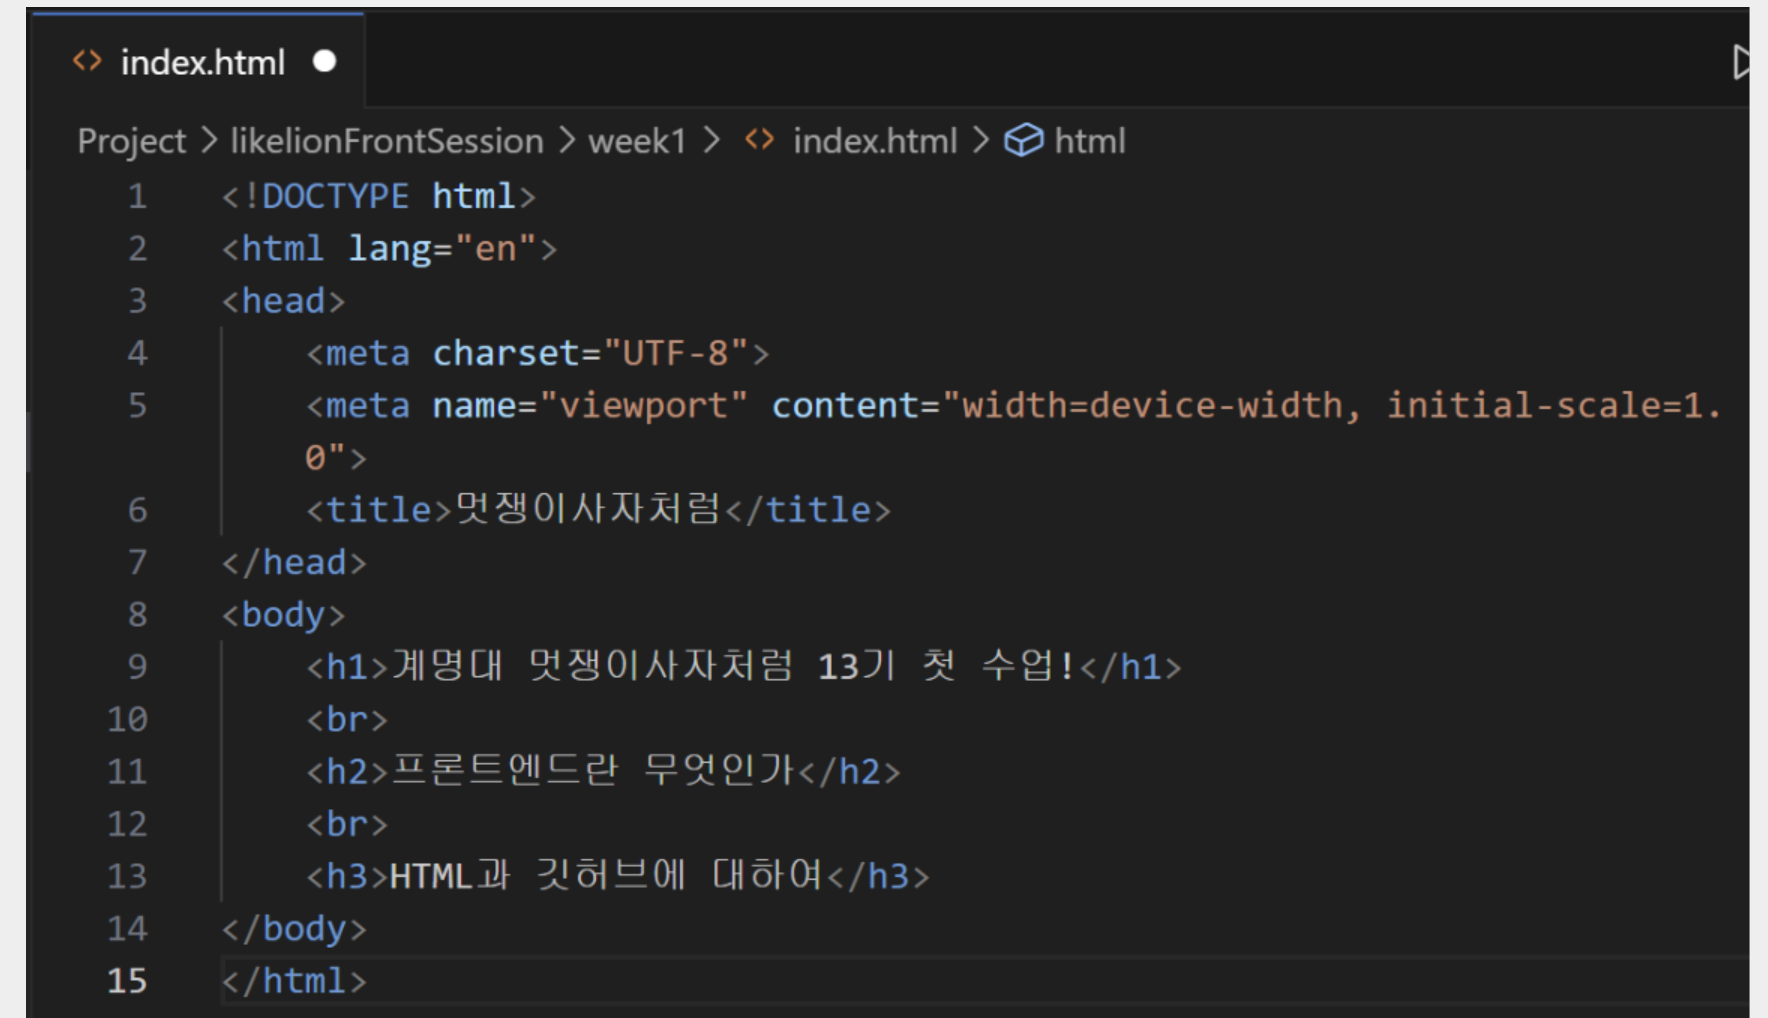 index.html
Project > likelionFrontSession > week1 > index.html > html
1 <!DOCTYPE html>
2 <html lang="en">
3 <head>
4 <meta charset="UTF-8">
5 <meta name="viewport" content="width=device-width, initial-scale=1.
0">
6 <title>멋쟁이사자처럼</title>
7 </head>
8 <body>
9 <h1>계명대 멋쟁이사자처럼 13기 첫 수업!</h1>
10 <br>
11 <h2>프론트엔드란 무엇인가</h2>
12 <br>
13 <h3>HTML과 깃허브에 대하여</h3>
14 </body>
15 </html>